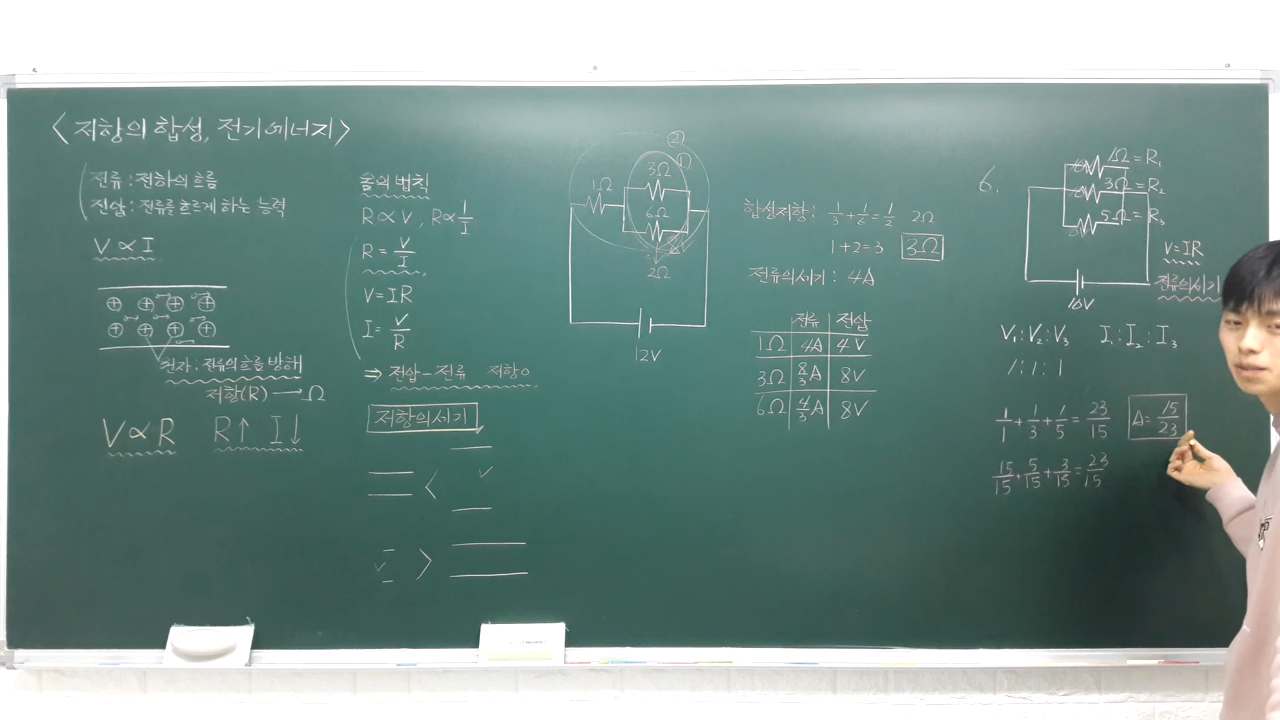 <저항의 합성, 전기에너지>
전류 : 전하의 흐름
전압 : 전류를 흐르게 하는 능력
V ∝ I
전자 : 전류의 흐름 방해
저항(R) → Ω
V ∝ R   R↑ I↓
옴의 법칙
R ∝ V , R ∝ 1/I
R = V/I
V = IR
I = V/R
⇒ 전압 - 전류 저항
저항의 세기
<
>
②
①
3Ω
1Ω
6Ω
2Ω
12V
합성저항 : 1/3 + 1/6 = 1/2   2Ω
1 + 2 = 3   3Ω
전류의 세기 : 4A
전류 전압
1Ω 4A 4V
3Ω 8/3A 8V
6Ω 4/3A 8V
6.
1Ω = R₁
3Ω = R₂
5Ω = R₃
V = IR
전류의 세기
V₁ : V₂ : V₃   I₁ : I₂ : I₃
1 : 1 : 1
1/1 + 1/3 + 1/5 = 23/15   = 15/23
15/15 + 5/15 + 3/15 = 23/15